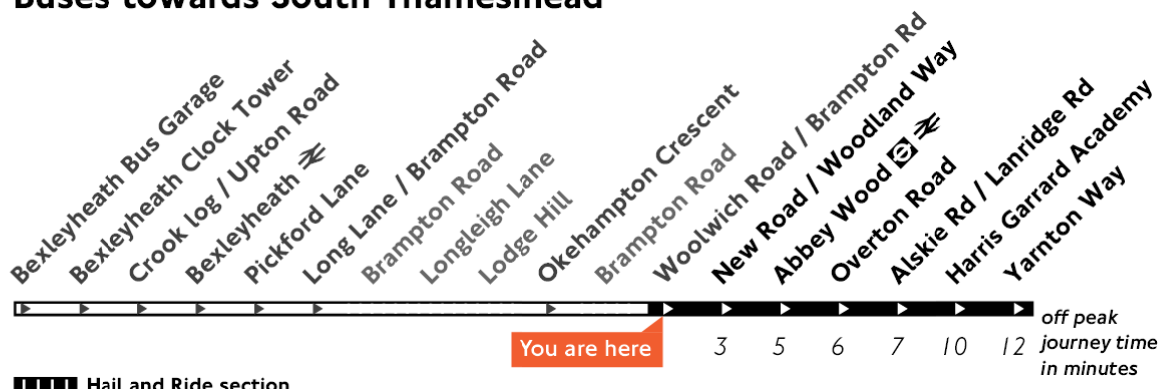 Buses towards South Thamesmead
Bexleyheath Bus Garage
Bexleyheath Clock Tower
Crook log / Upton Road
Bexleyheath
Pickford Lane
Long Lane / Brampton Road
Brampton Road
Longleigh Lane
Lodge Hill
Okehampton Crescent
Brampton Road
Woolwich Road / Brampton Rd
New Road / Woodland Way
Abbey Wood
Overton Road
Alskie Rd / Lanridge Rd
Harris Garrard Academy
Yarnton Way
You are here
3 5 6 7 10 12
off peak
journey time
in minutes
Hail and Ride section